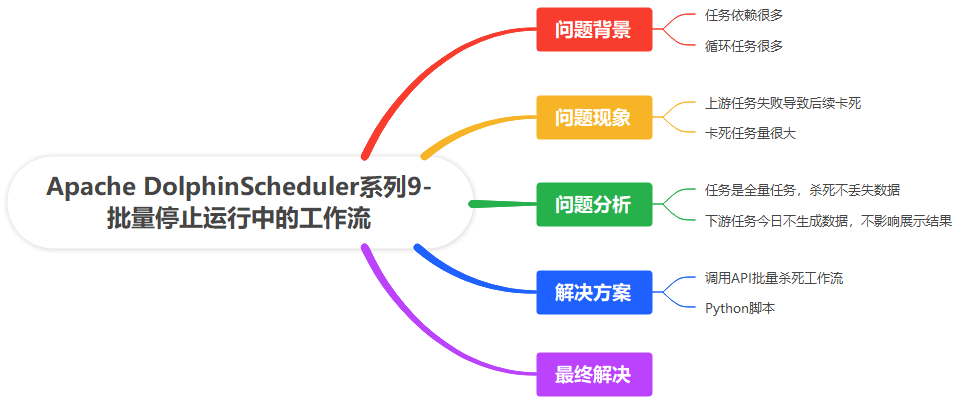 Apache DolphinScheduler系列9-
批量停止运行中的工作流
问题背景
任务依赖很多
循环任务很多
问题现象
上游任务失败导致后续卡死
卡死任务量很大
问题分析
任务是全量任务，杀死不丢失数据
下游任务今日不生成数据，不影响展示结果
解决方案
调用API批量杀死工作流
Python脚本
最终解决